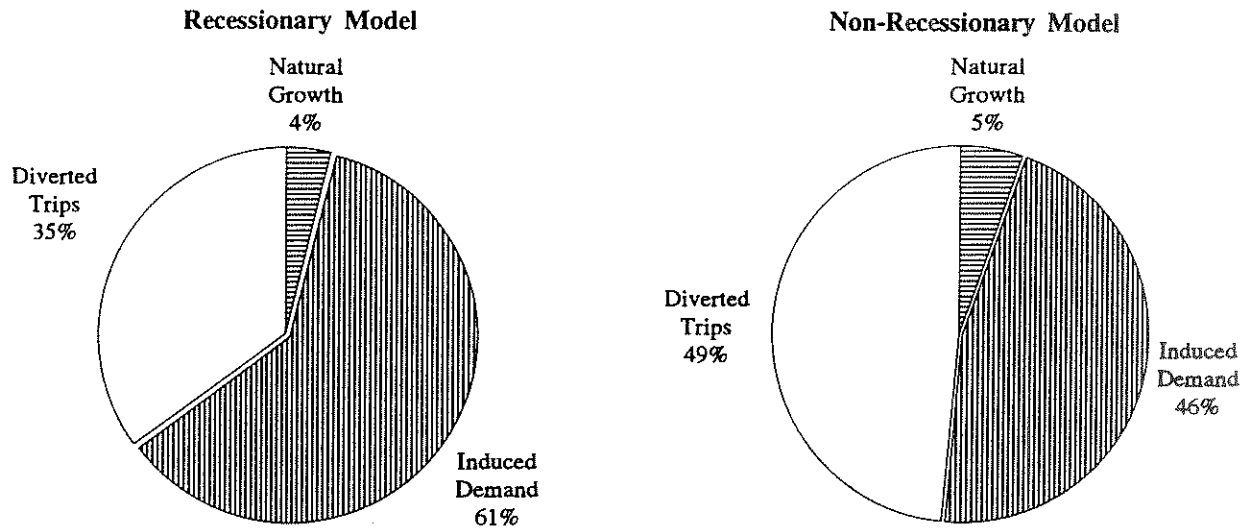 Recessionary Model
Natural
Growth
4%
Diverted
Trips
35%
Induced
Demand
61%
Non-Recessionary Model
Natural
Growth
5%
Diverted
Trips
49%
Induced
Demand
46%